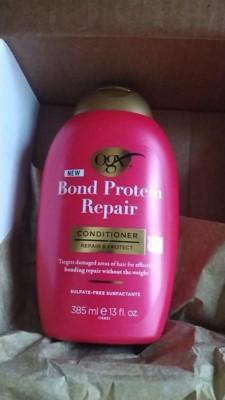 ogx
NEW
Bond Protein
Repair
CONDITIONER
REPAIR & PROTECT
Targets damaged areas of hair for effective
bonding repair without the weight
SULFATE-FREE SURFACTANTS
385 ml e 13 fl. oz.